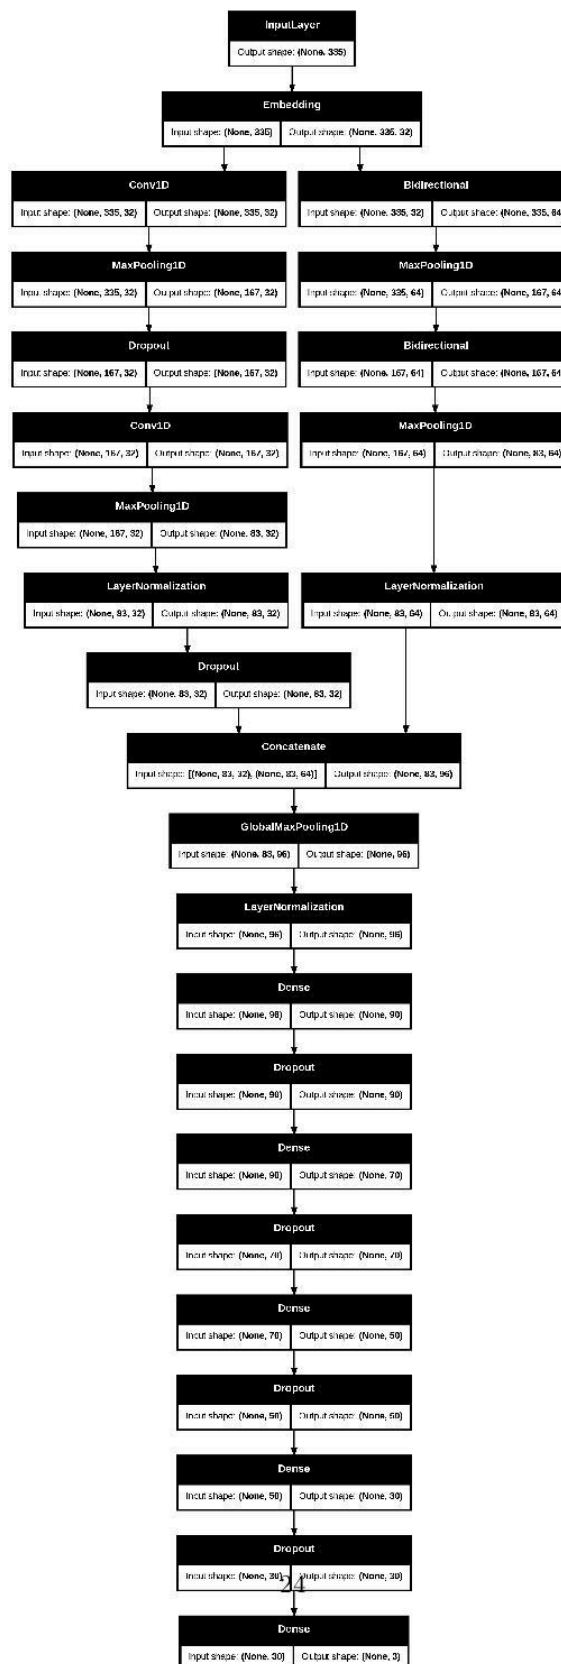 InputLayer
Output shape: (None, 335)
Embedding
Input shape: (None, 335) Output shape: (None, 335, 32)
Conv1D Bidirectional
Input shape: (None, 335, 32) Output shape: (None, 335, 32) Input shape: (None, 335, 32) Output shape: (None, 335, 64
MaxPooling1D MaxPooling1D
Input shape: (None, 335, 32) Output shape: (None, 167, 32) Input shape: (None, 335, 64) Output shape: (None, 167, 64
Dropout Bidirectional
Input shape: (None, 167, 32) Output shape: (None, 167, 32) Input shape: (None, 167, 64) Output shape: (None, 167, 64
Conv1D MaxPooling1D
Input shape: (None, 167, 32) Output shape: (None, 167, 32) Input shape: (None, 167, 64) Output shape: (None, 83, 64)
MaxPooling1D
Input shape: (None, 167, 32) Output shape: (None, 83, 32)
LayerNormalization LayerNormalization
Input shape: (None, 83, 32) Output shape: (None, 83, 32) Input shape: (None, 83, 64) Output shape: (None, 83, 64)
Dropout
Input shape: (None, 83, 32) Output shape: (None, 83, 32)
Concatenate
Input shape: [(None, 83, 32), (None, 83, 64)] Output shape: (None, 83, 96)
GlobalMaxPooling1D
Input shape: (None, 83, 96) Output shape: (None, 96)
LayerNormalization
Input shape: (None, 96) Output shape: (None, 96)
Dense
Input shape: (None, 96) Output shape: (None, 90)
Dropout
Input shape: (None, 90) Output shape: (None, 90)
Dense
Input shape: (None, 90) Output shape: (None, 70)
Dropout
Input shape: (None, 70) Output shape: (None, 70)
Dense
Input shape: (None, 70) Output shape: (None, 50)
Dropout
Input shape: (None, 50) Output shape: (None, 50)
Dense
Input shape: (None, 50) Output shape: (None, 30)
Dropout
Input shape: (None, 30) Output shape: (None, 30)
24
Dense
Input shape: (None, 30) Output shape: (None, 3)